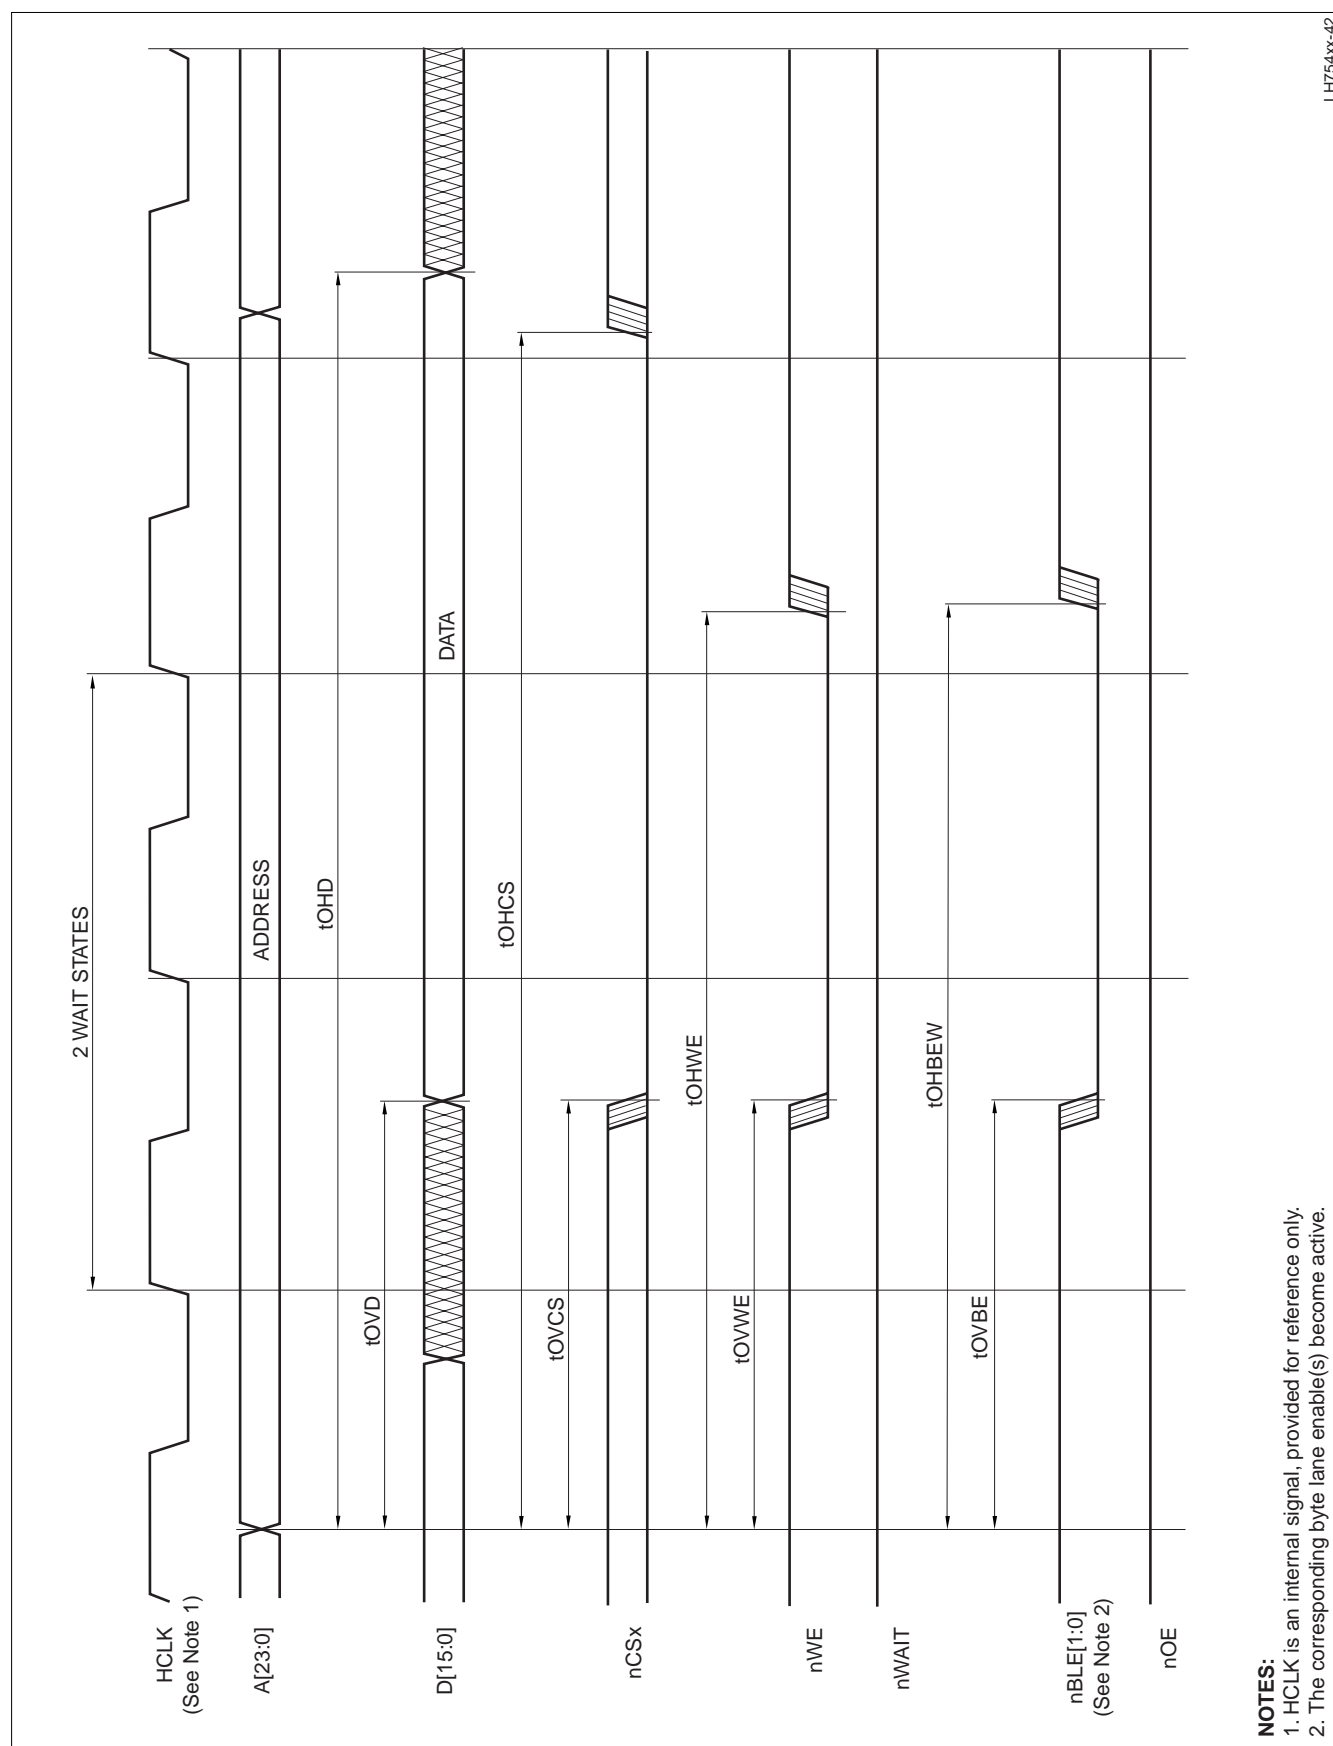 2 WAIT STATES
HCLK
(See Note 1)
A[23:0]
ADDRESS
tOHD
tOVD
D[15:0]
DATA
tOHCS
tOVCS
nCSx
tOHWE
tOVWE
nWE
nWAIT
tOHBEW
tOVBE
nBLE[1:0]
(See Note 2)
nOE
NOTES:
1. HCLK is an internal signal, provided for reference only.
2. The corresponding byte lane enable(s) become active.
LH754xx-42